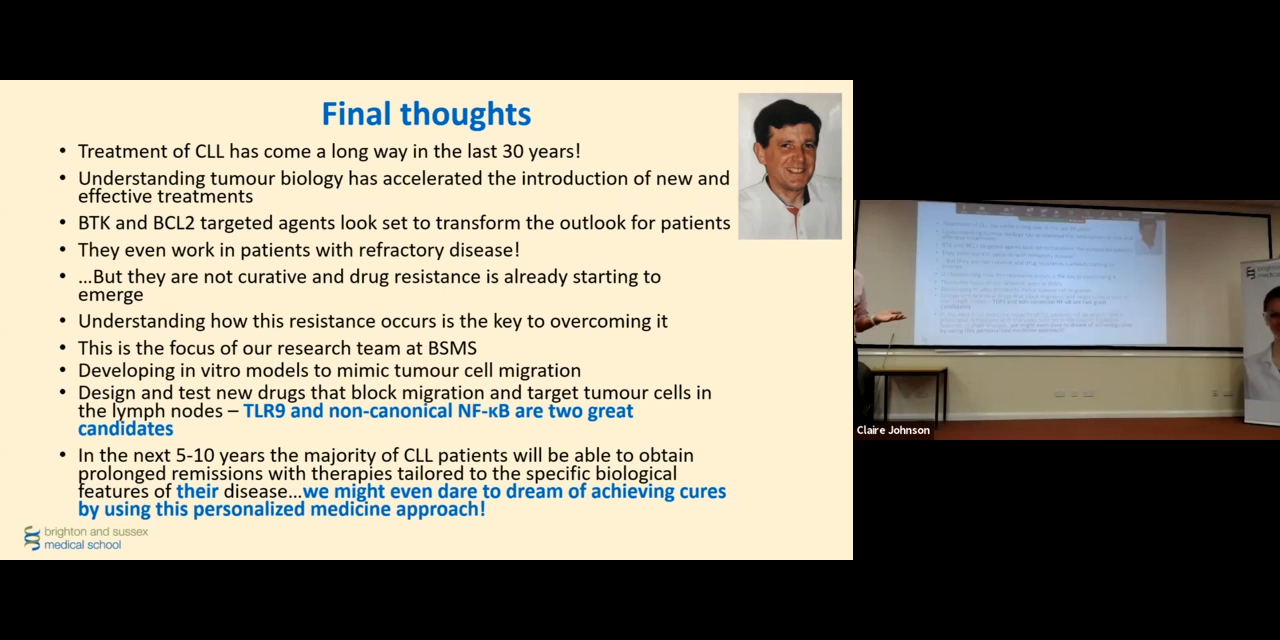 Final thoughts
• Treatment of CLL has come a long way in the last 30 years!
• Understanding tumour biology has accelerated the introduction of new and
effective treatments
• BTK and BCL2 targeted agents look set to transform the outlook for patients
• They even work in patients with refractory disease!
• …But they are not curative and drug resistance is already starting to
emerge
• Understanding how this resistance occurs is the key to overcoming it
• This is the focus of our research team at BSMS
• Developing in vitro models to mimic tumour cell migration
• Design and test new drugs that block migration and target tumour cells in
the lymph nodes – TLR9 and non-canonical NF-κB are two great
candidates
• In the next 5-10 years the majority of CLL patients will be able to obtain
prolonged remissions with therapies tailored to the specific biological
features of their disease…we might even dare to dream of achieving cures
by using this personalized medicine approach!
brighton and sussex
medical school
Claire Johnson